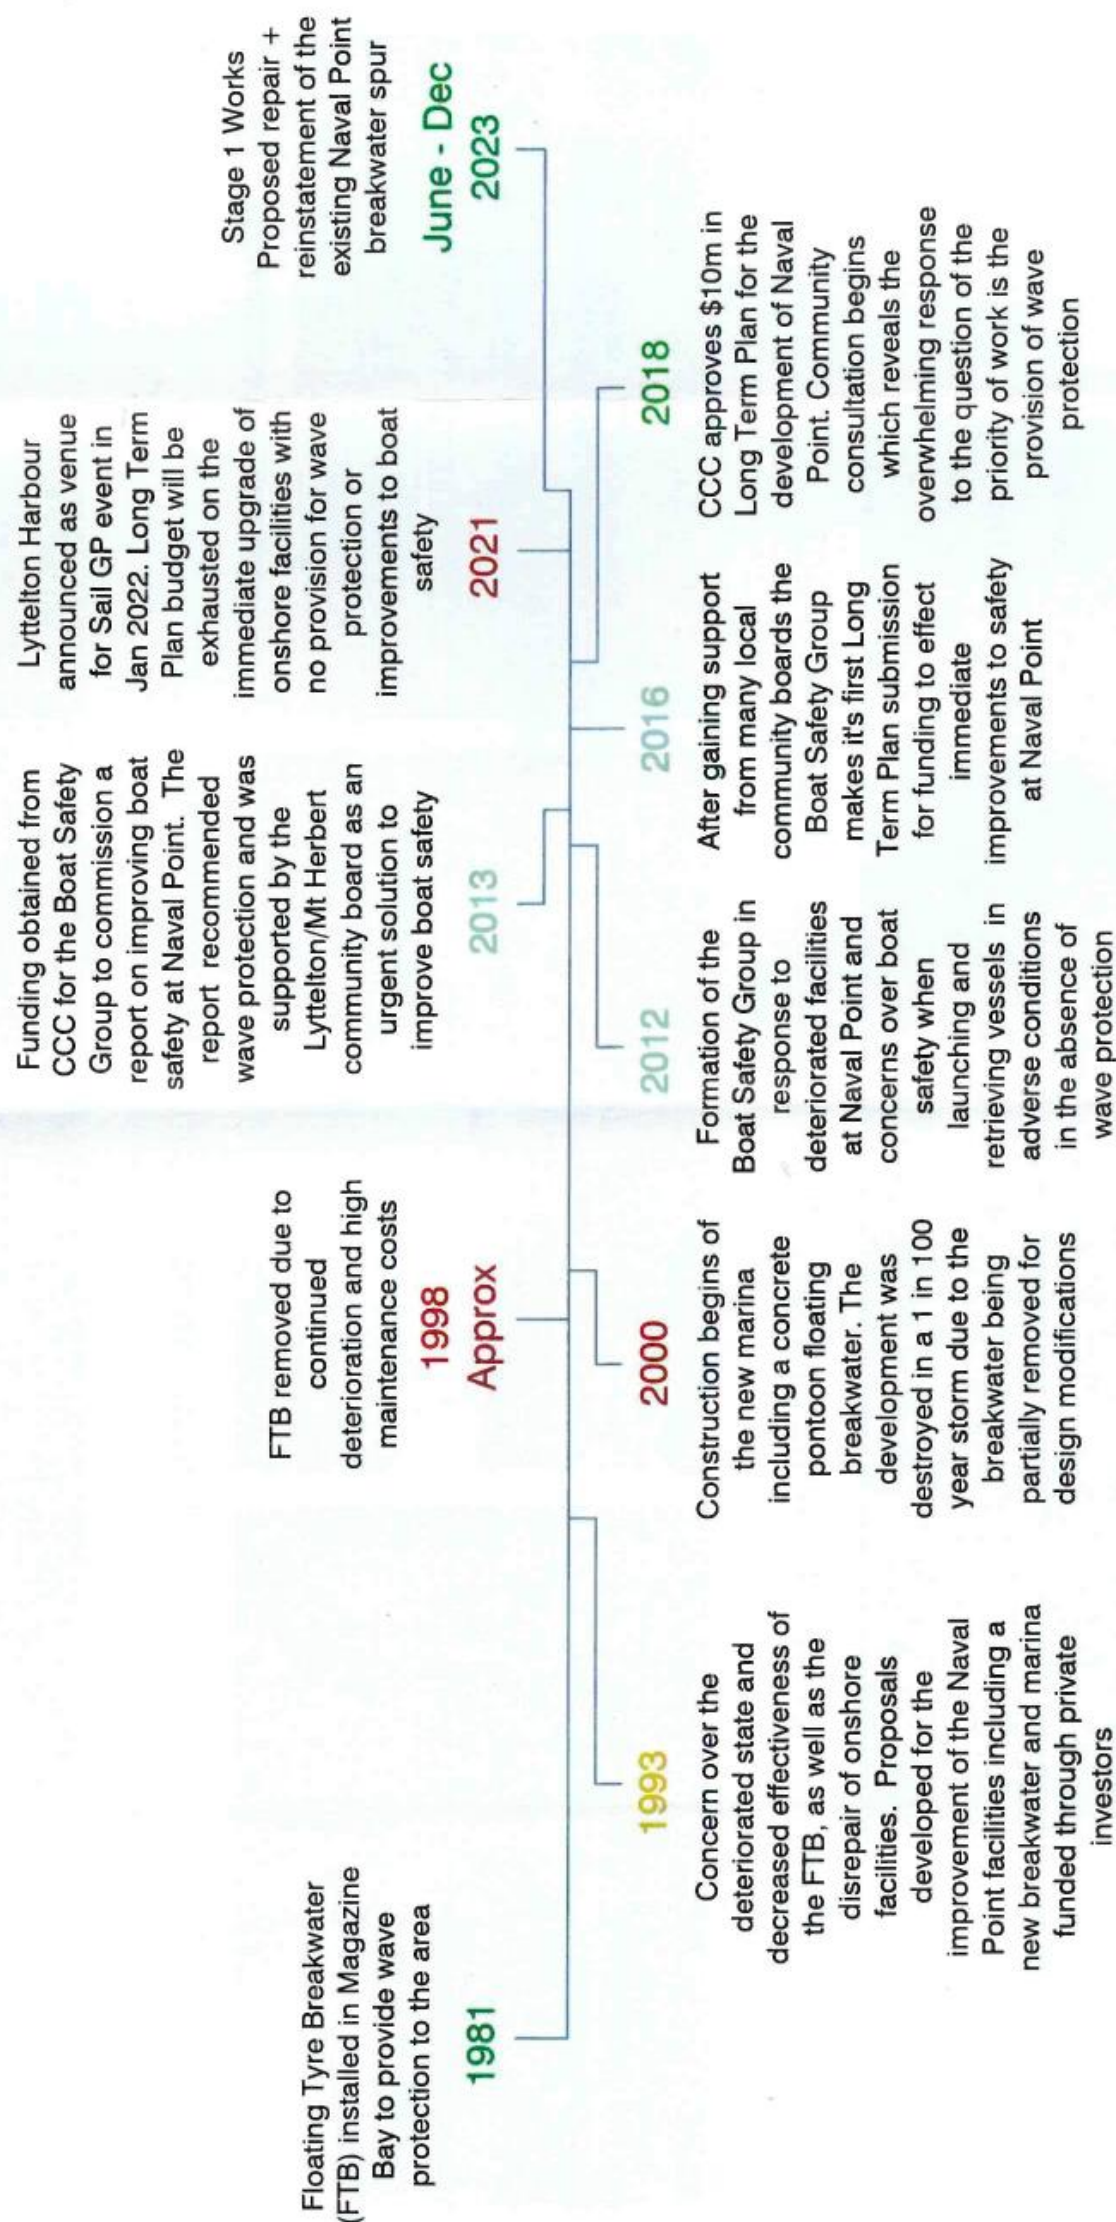 Floating Tyre Breakwater
(FTB) installed in Magazine
Bay to provide wave
protection to the area
1981
1993
Concern over the
deteriorated state and
decreased effectiveness of
the FTB, as well as the
disrepair of onshore
facilities. Proposals
developed for the
improvement of the Naval
Point facilities including a
new breakwater and marina
funded through private
investors
FTB removed due to
continued
deterioration and high
maintenance costs
1998
Approx
2000
Construction begins of
the new marina
including a concrete
pontoon floating
breakwater. The
development was
destroyed in a 1 in 100
year storm due to the
breakwater being
partially removed for
design modifications
2012
Formation of the
Boat Safety Group in
response to
deteriorated facilities
at Naval Point and
concerns over boat
safety when
launching and
retrieving vessels in
adverse conditions
in the absence of
wave protection
Funding obtained from
CCC for the Boat Safety
Group to commission a
report on improving boat
safety at Naval Point. The
report recommended
wave protection and was
supported by the
Lyttelton/Mt Herbert
community board as an
urgent solution to
improve boat safety
2013
2016
After gaining support
from many local
community boards the
Boat Safety Group
makes it's first Long
Term Plan submission
for funding to effect
immediate
improvements to safety
at Naval Point
2018
CCC approves $10m in
Long Term Plan for the
development of Naval
Point. Community
consultation begins
which reveals the
overwhelming response
to the question of the
priority of work is the
provision of wave
protection
Lyttelton Harbour
announced as venue
for Sail GP event in
Jan 2022. Long Term
Plan budget will be
exhausted on the
immediate upgrade of
onshore facilities with
no provision for wave
protection or
improvements to boat
safety
2021
Stage 1 Works
Proposed repair +
reinstatement of the
existing Naval Point
breakwater spur
June - Dec
2023